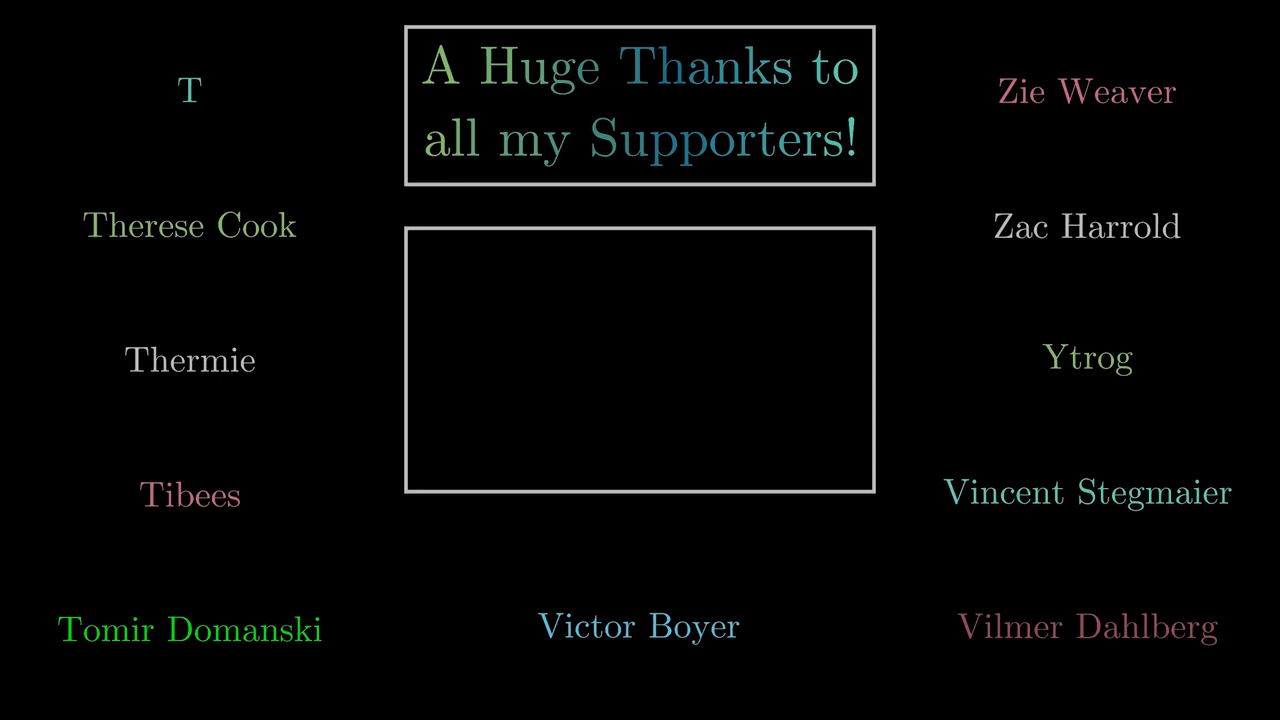 A Huge Thanks to
all my Supporters!
T
Therese Cook
Thermie
Tibees
Tomir Domanski
Victor Boyer
Vilmer Dahlberg
Vincent Stegmaier
Ytrog
Zac Harrold
Zie Weaver